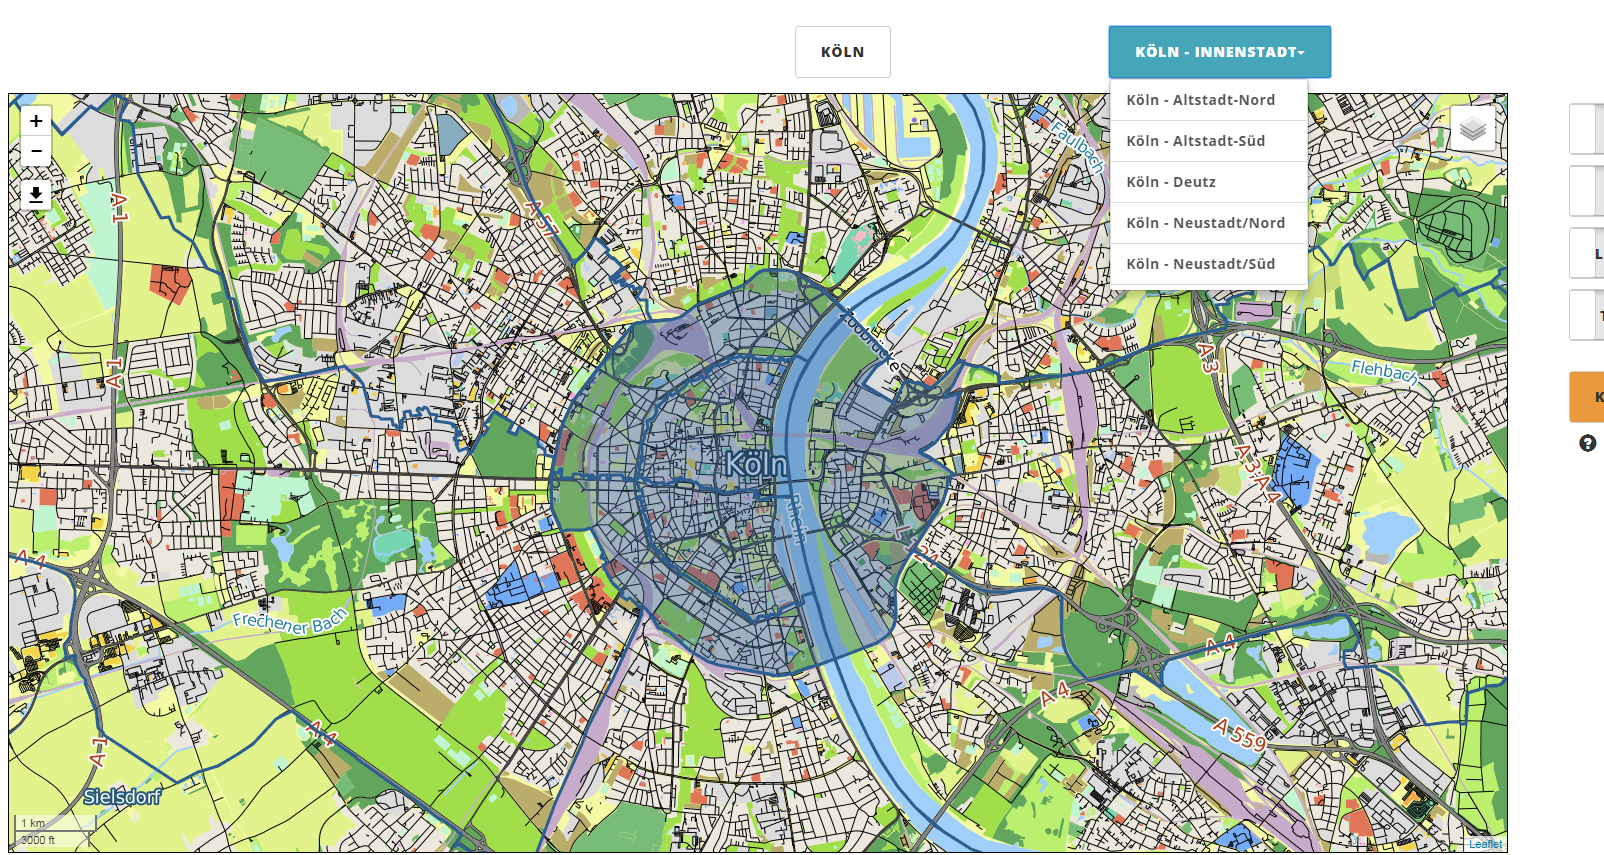 KÖLN
KÖLN - INNENSTADT
Köln - Altstadt-Nord
Köln - Altstadt-Süd
Köln - Deutz
Köln - Neustadt/Nord
Köln - Neustadt/Süd
+
-
Faulbach
A 1
A 57
L
T
Zoobrücke
A 1
A 3
Flehbach
K
?
Köln
A 3; A 4
Rhein
L 124
A 4
Frechener Bach
A 4
A 4
A 4
A 559
A 1
Sielsdorf
1 km
3000 ft
Leaflet